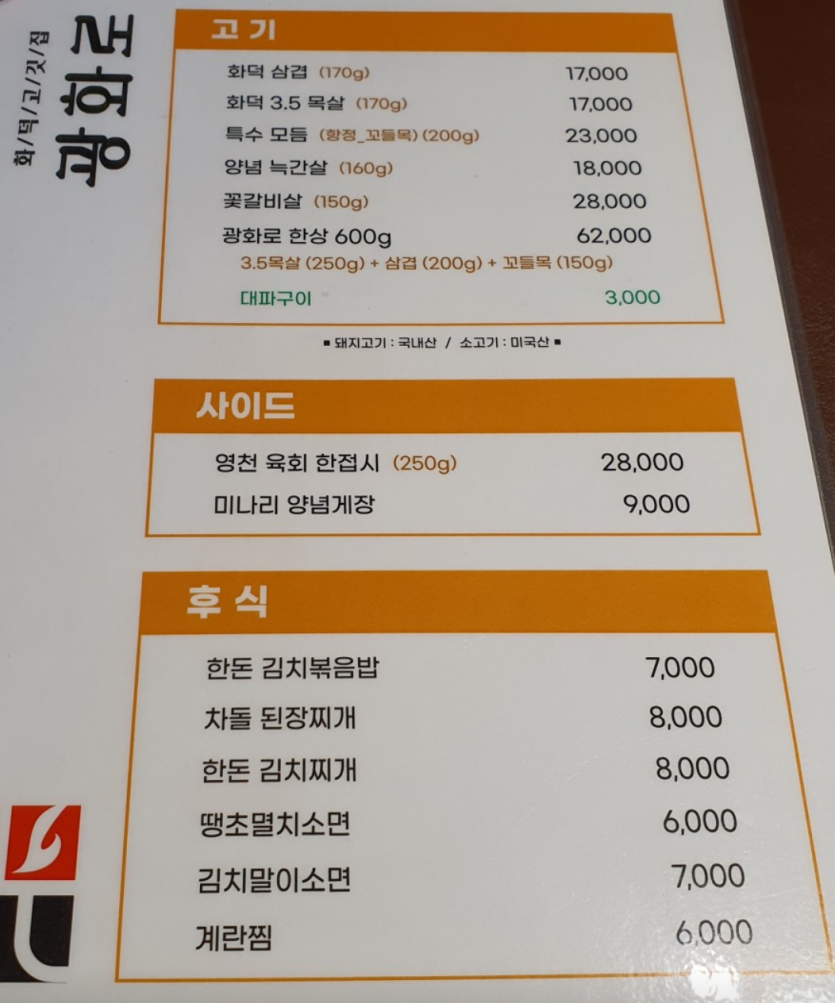 화/덕/고/깃/집
광화로
고 기
화덕 삼겹 (170g) 17,000
화덕 3.5 목살 (170g) 17,000
특수 모듬 (항정_꼬들목) (200g) 23,000
양념 늑간살 (160g) 18,000
꽃갈비살 (150g) 28,000
광화로 한상 600g 62,000
3.5목살 (250g) + 삼겹 (200g) + 꼬들목 (150g)
대파구이 3,000
▪ 돼지고기 : 국내산 / 소고기 : 미국산 ▪
사이드
영천 육회 한접시 (250g) 28,000
미나리 양념게장 9,000
후 식
한돈 김치볶음밥 7,000
차돌 된장찌개 8,000
한돈 김치찌개 8,000
땡초멸치소면 6,000
김치말이소면 7,000
계란찜 6,000